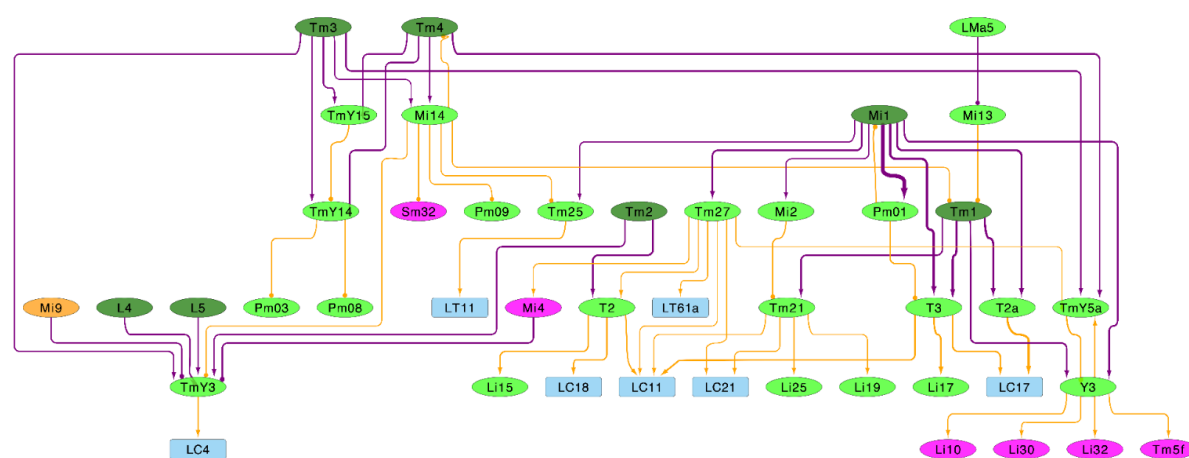 Tm3 Tm4 LMa5
TmY15 Mi14 Mi1 Mi13
TmY14 Sm32 Pm09 Tm25 Tm2 Tm27 Mi2 Pm01 Tm1
Mi9 L4 L5 Pm03 Pm08 LT11 Mi4 T2 LT61a Tm21 T3 T2a TmY5a
TmY3 Li15 LC18 LC11 LC21 Li25 Li19 Li17 LC17 Y3
LC4 Li10 Li30 Li32 Tm5f